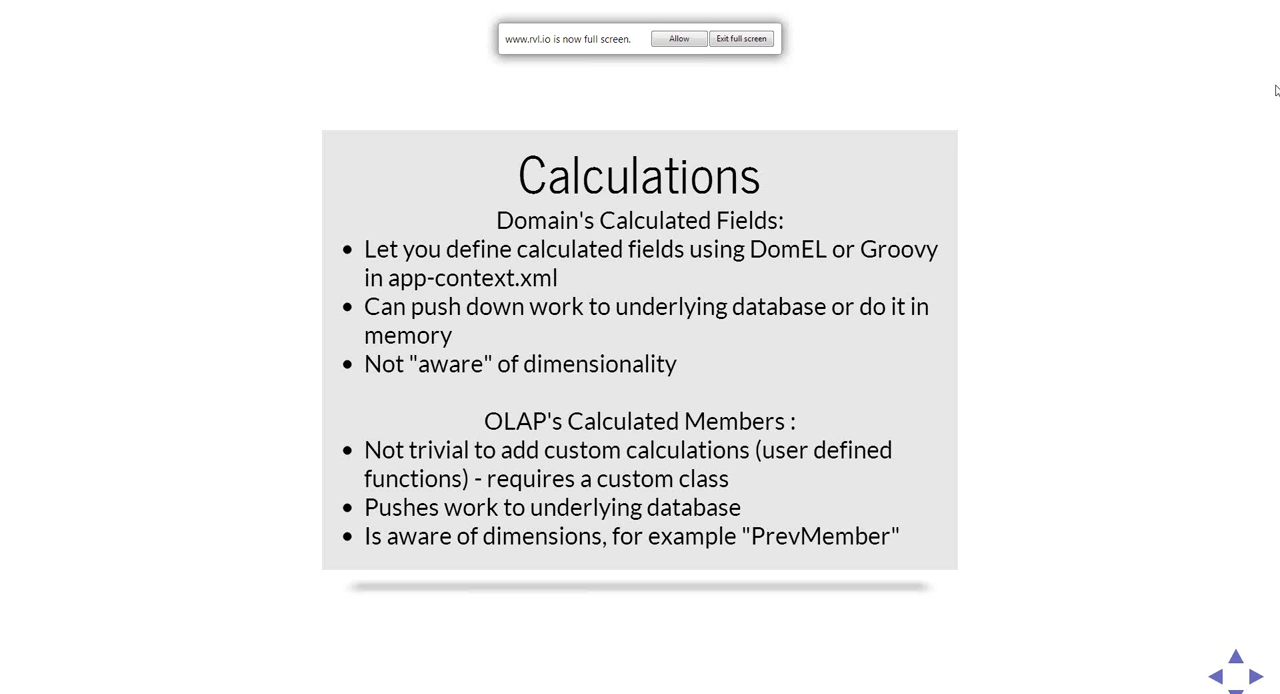 www.rvl.io is now full screen. Allow Exit full screen
Calculations
Domain's Calculated Fields:
• Let you define calculated fields using DomEL or Groovy
in app-context.xml
• Can push down work to underlying database or do it in
memory
• Not "aware" of dimensionality
OLAP's Calculated Members :
• Not trivial to add custom calculations (user defined
functions) - requires a custom class
• Pushes work to underlying database
• Is aware of dimensions, for example "PrevMember"